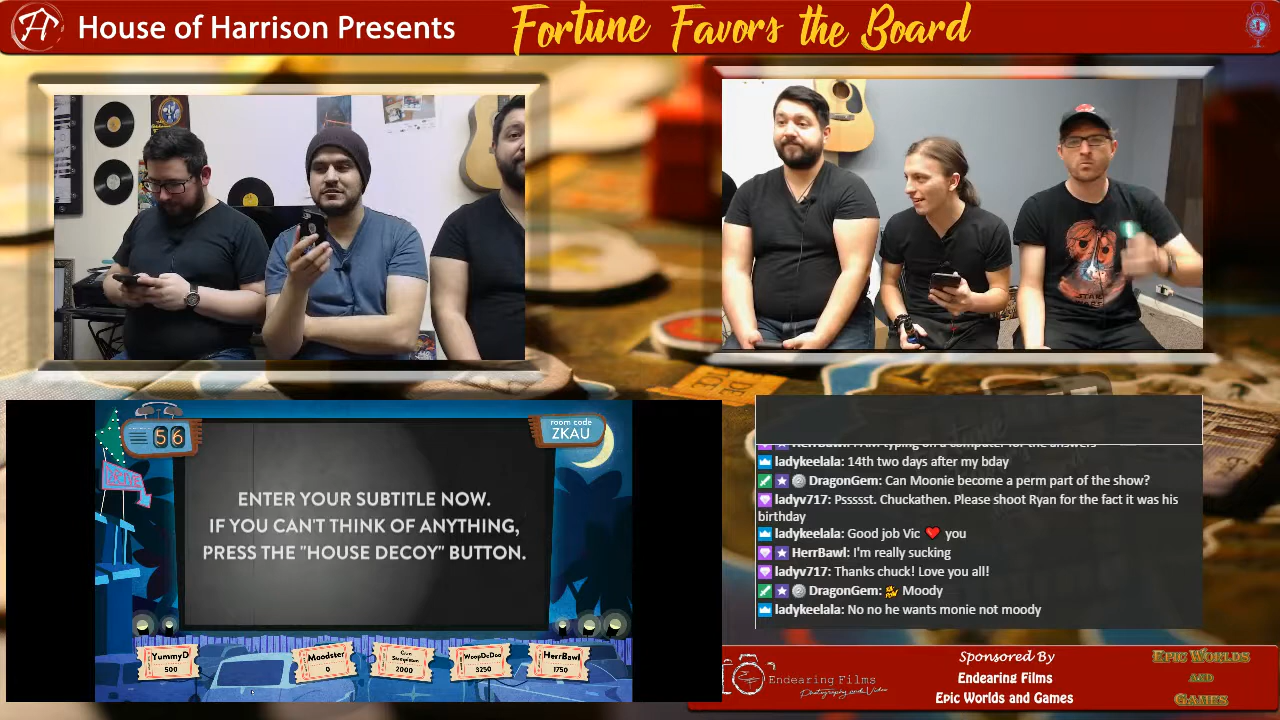 House of Harrison Presents
Fortune Favors the Board
56
room code
ZKAU
ENTER YOUR SUBTITLE NOW.
IF YOU CAN'T THINK OF ANYTHING,
PRESS THE "HOUSE DECOY" BUTTON.
YummyD
500
Moodster
0
2000
WoopDeDoo
3250
HerrBawl
1750
ladykeelala: 14th two days after my bday
DragonGem: Can Moonie become a perm part of the show?
ladyv717: Pssssst. Chuckathen. Please shoot Ryan for the fact it was his
birthday
ladykeelala: Good job Vic ❤ you
HerrBawl: I'm really sucking
ladyv717: Thanks chuck! Love you all!
DragonGem: Moody
ladykeelala: No no he wants monie not moody
Endearing Films
Photography and Video
Sponsored By
Endearing Films
Epic Worlds and Games
EPIC WORLDS
AND
GAMES